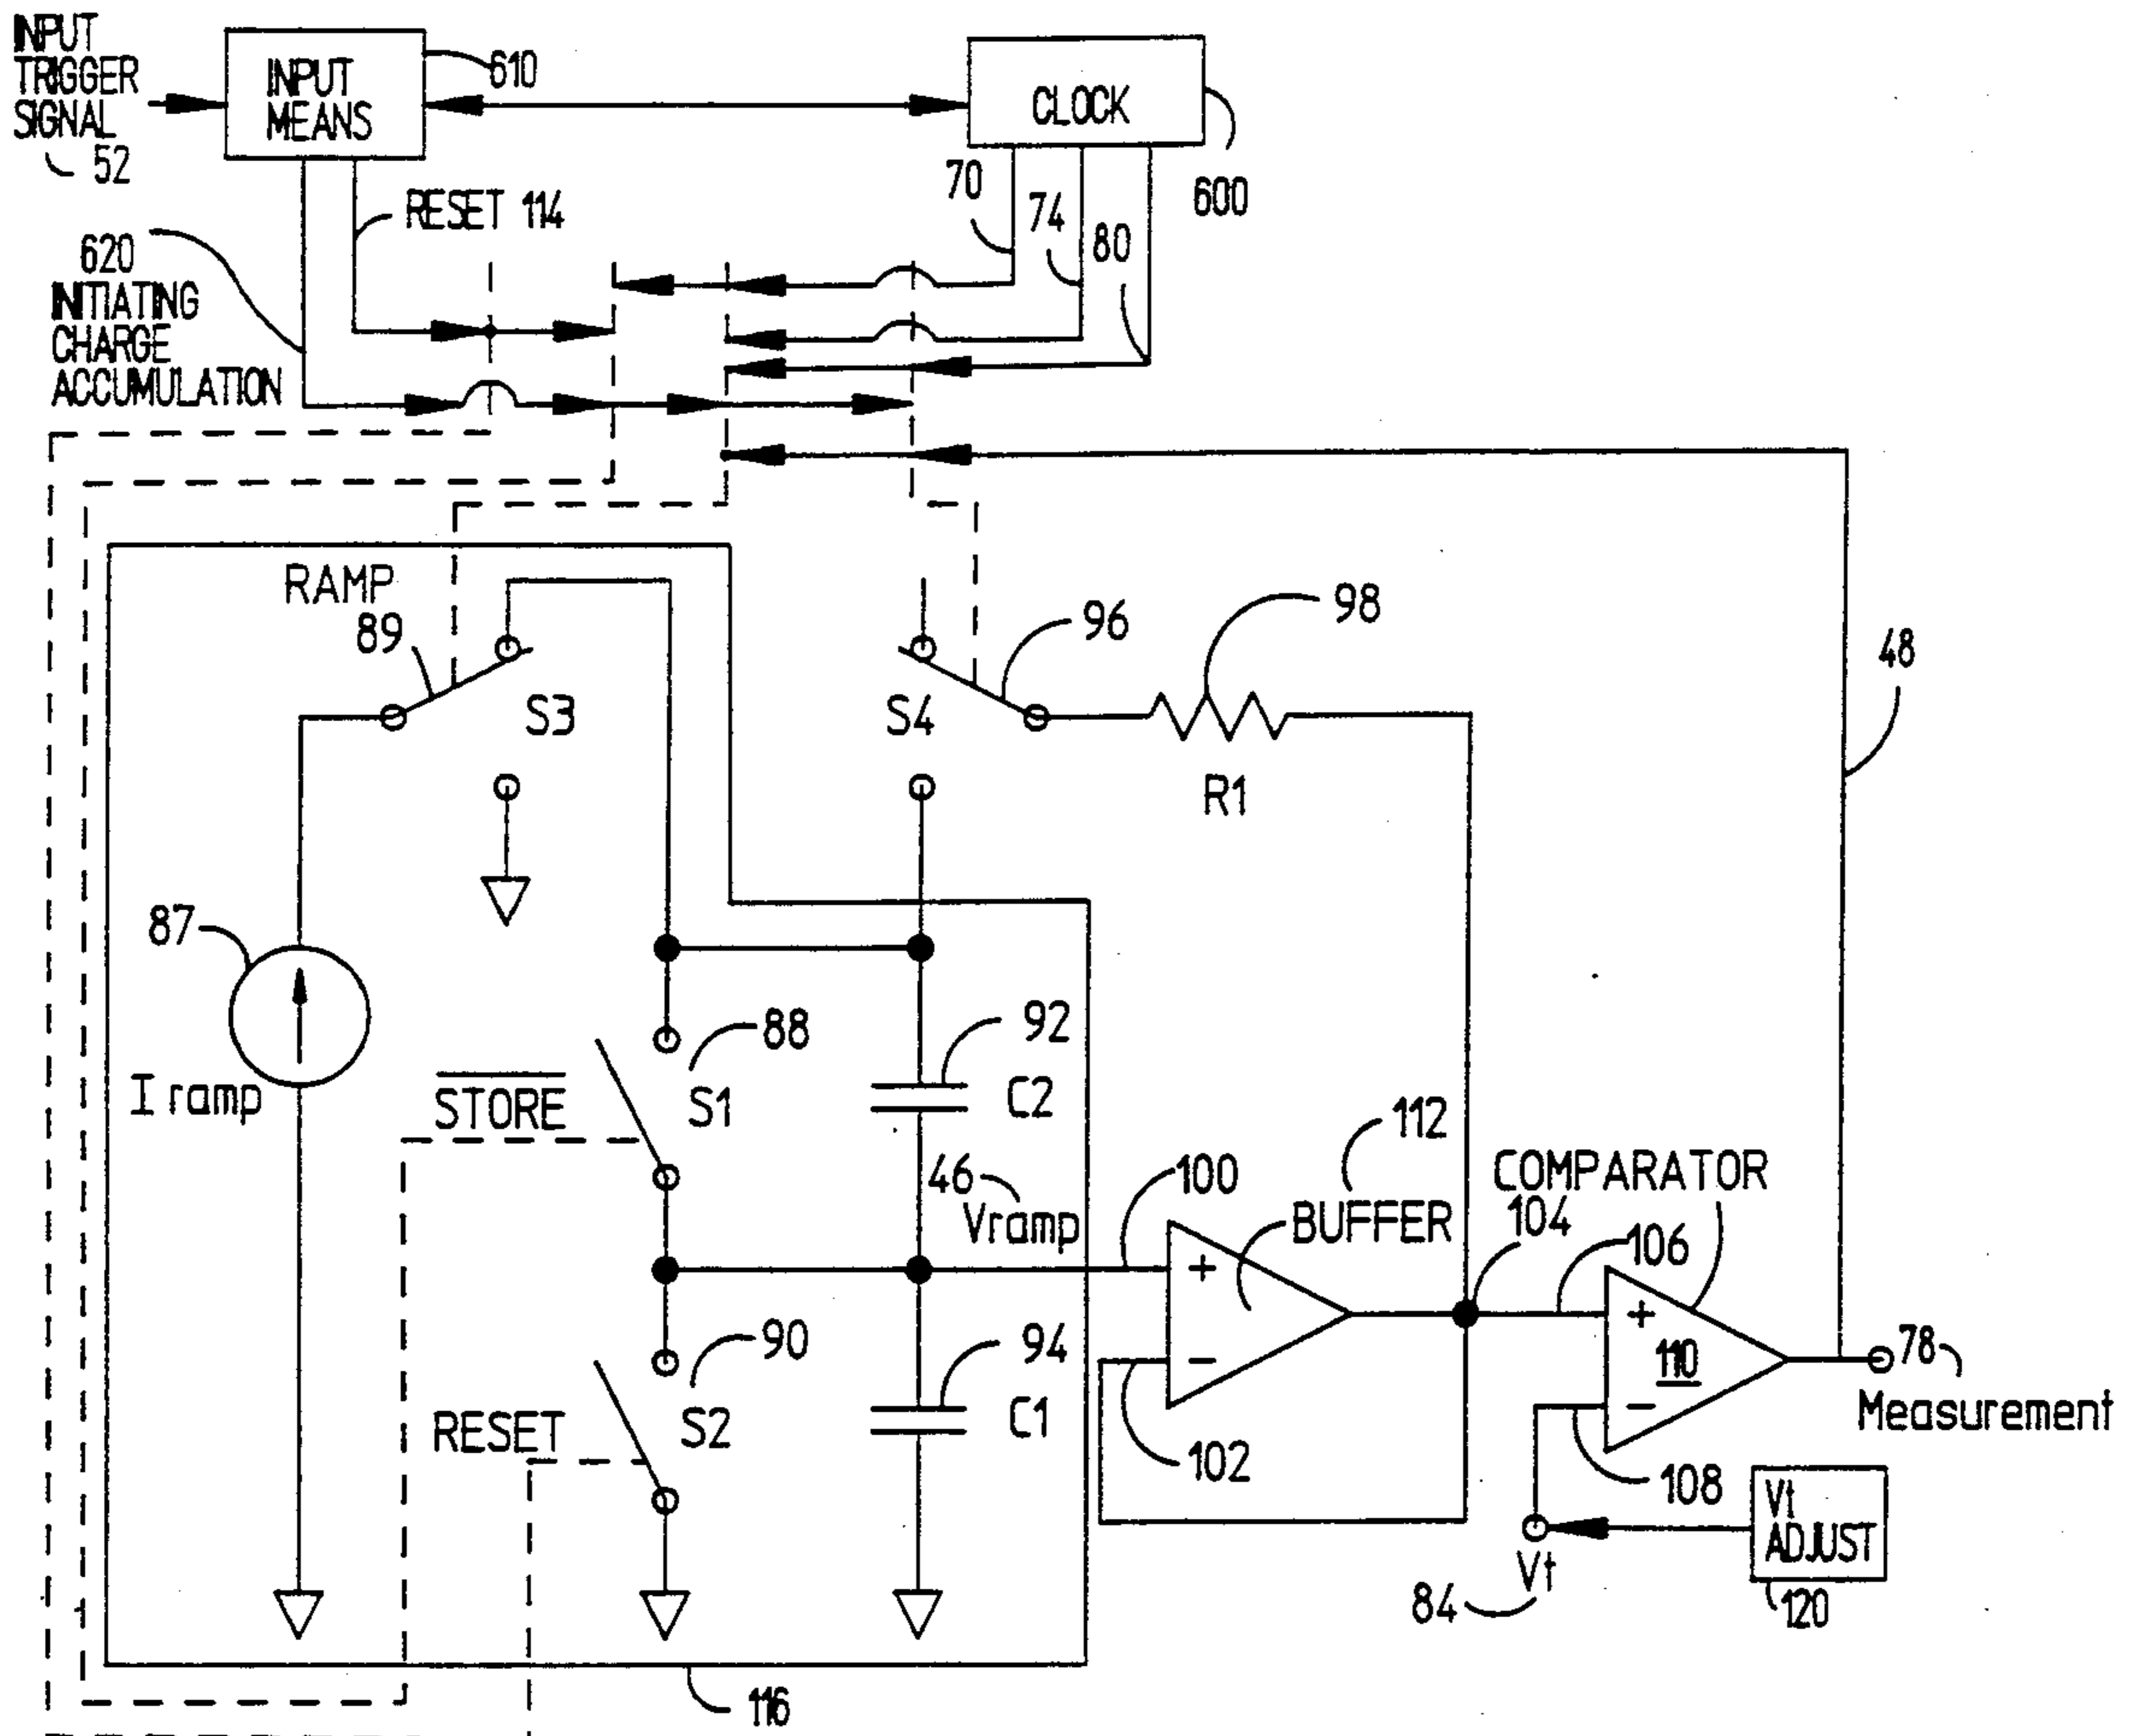 INPUT
TRIGGER
SIGNAL
52
INPUT
MEANS
610
CLOCK
600
RESET 114
70
74
80
620
INITIATING
CHARGE
ACCUMULATION
RAMP
89
S3
S4
96
98
R1
48
87
I ramp
STORE
88
S1
92
C2
46
Vramp
100
112
BUFFER
COMPARATOR
104
106
+
−
+
110
−
78
Measurement
RESET
90
S2
94
C1
102
108
Vt
84
Vt
ADJUST
120
116